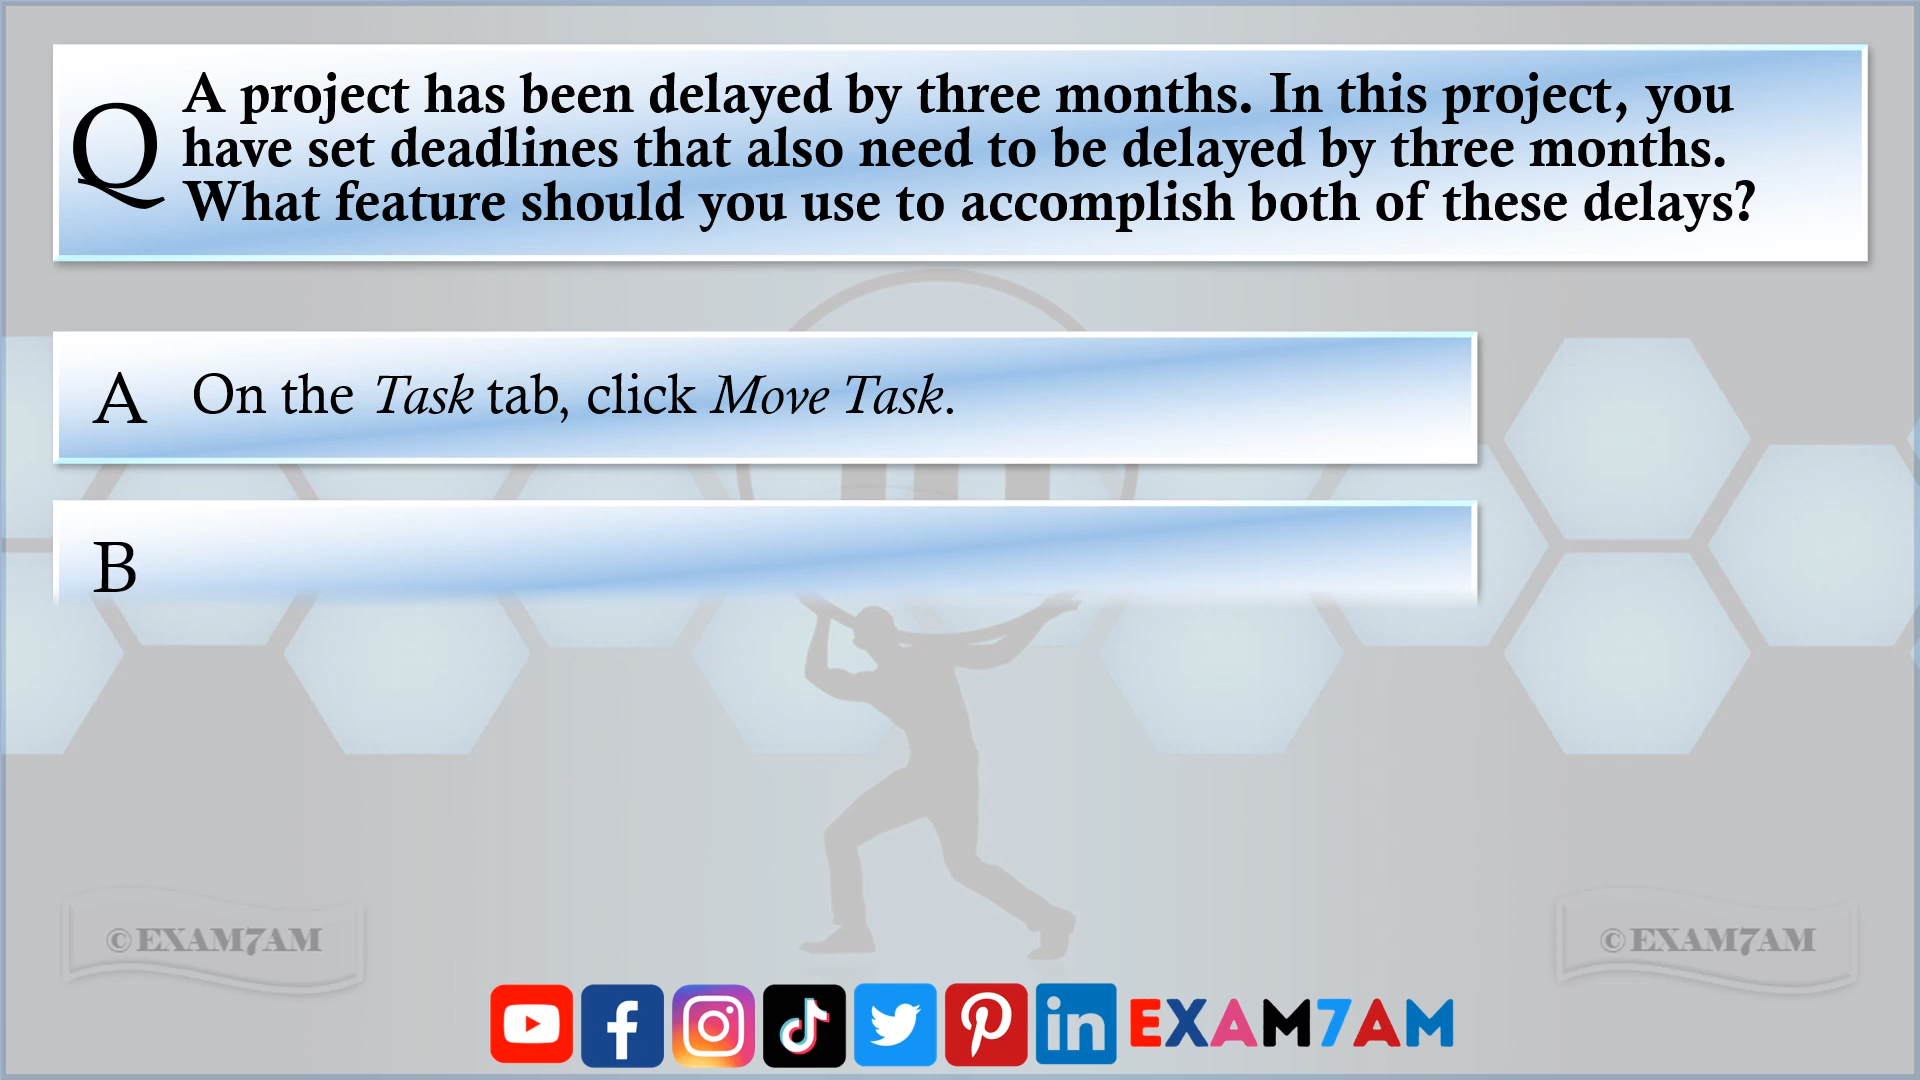 Q
A project has been delayed by three months. In this project, you
have set deadlines that also need to be delayed by three months.
What feature should you use to accomplish both of these delays?
A On the Task tab, click Move Task.
B
©EXAM7AM
©EXAM7AM
EXAM7AM